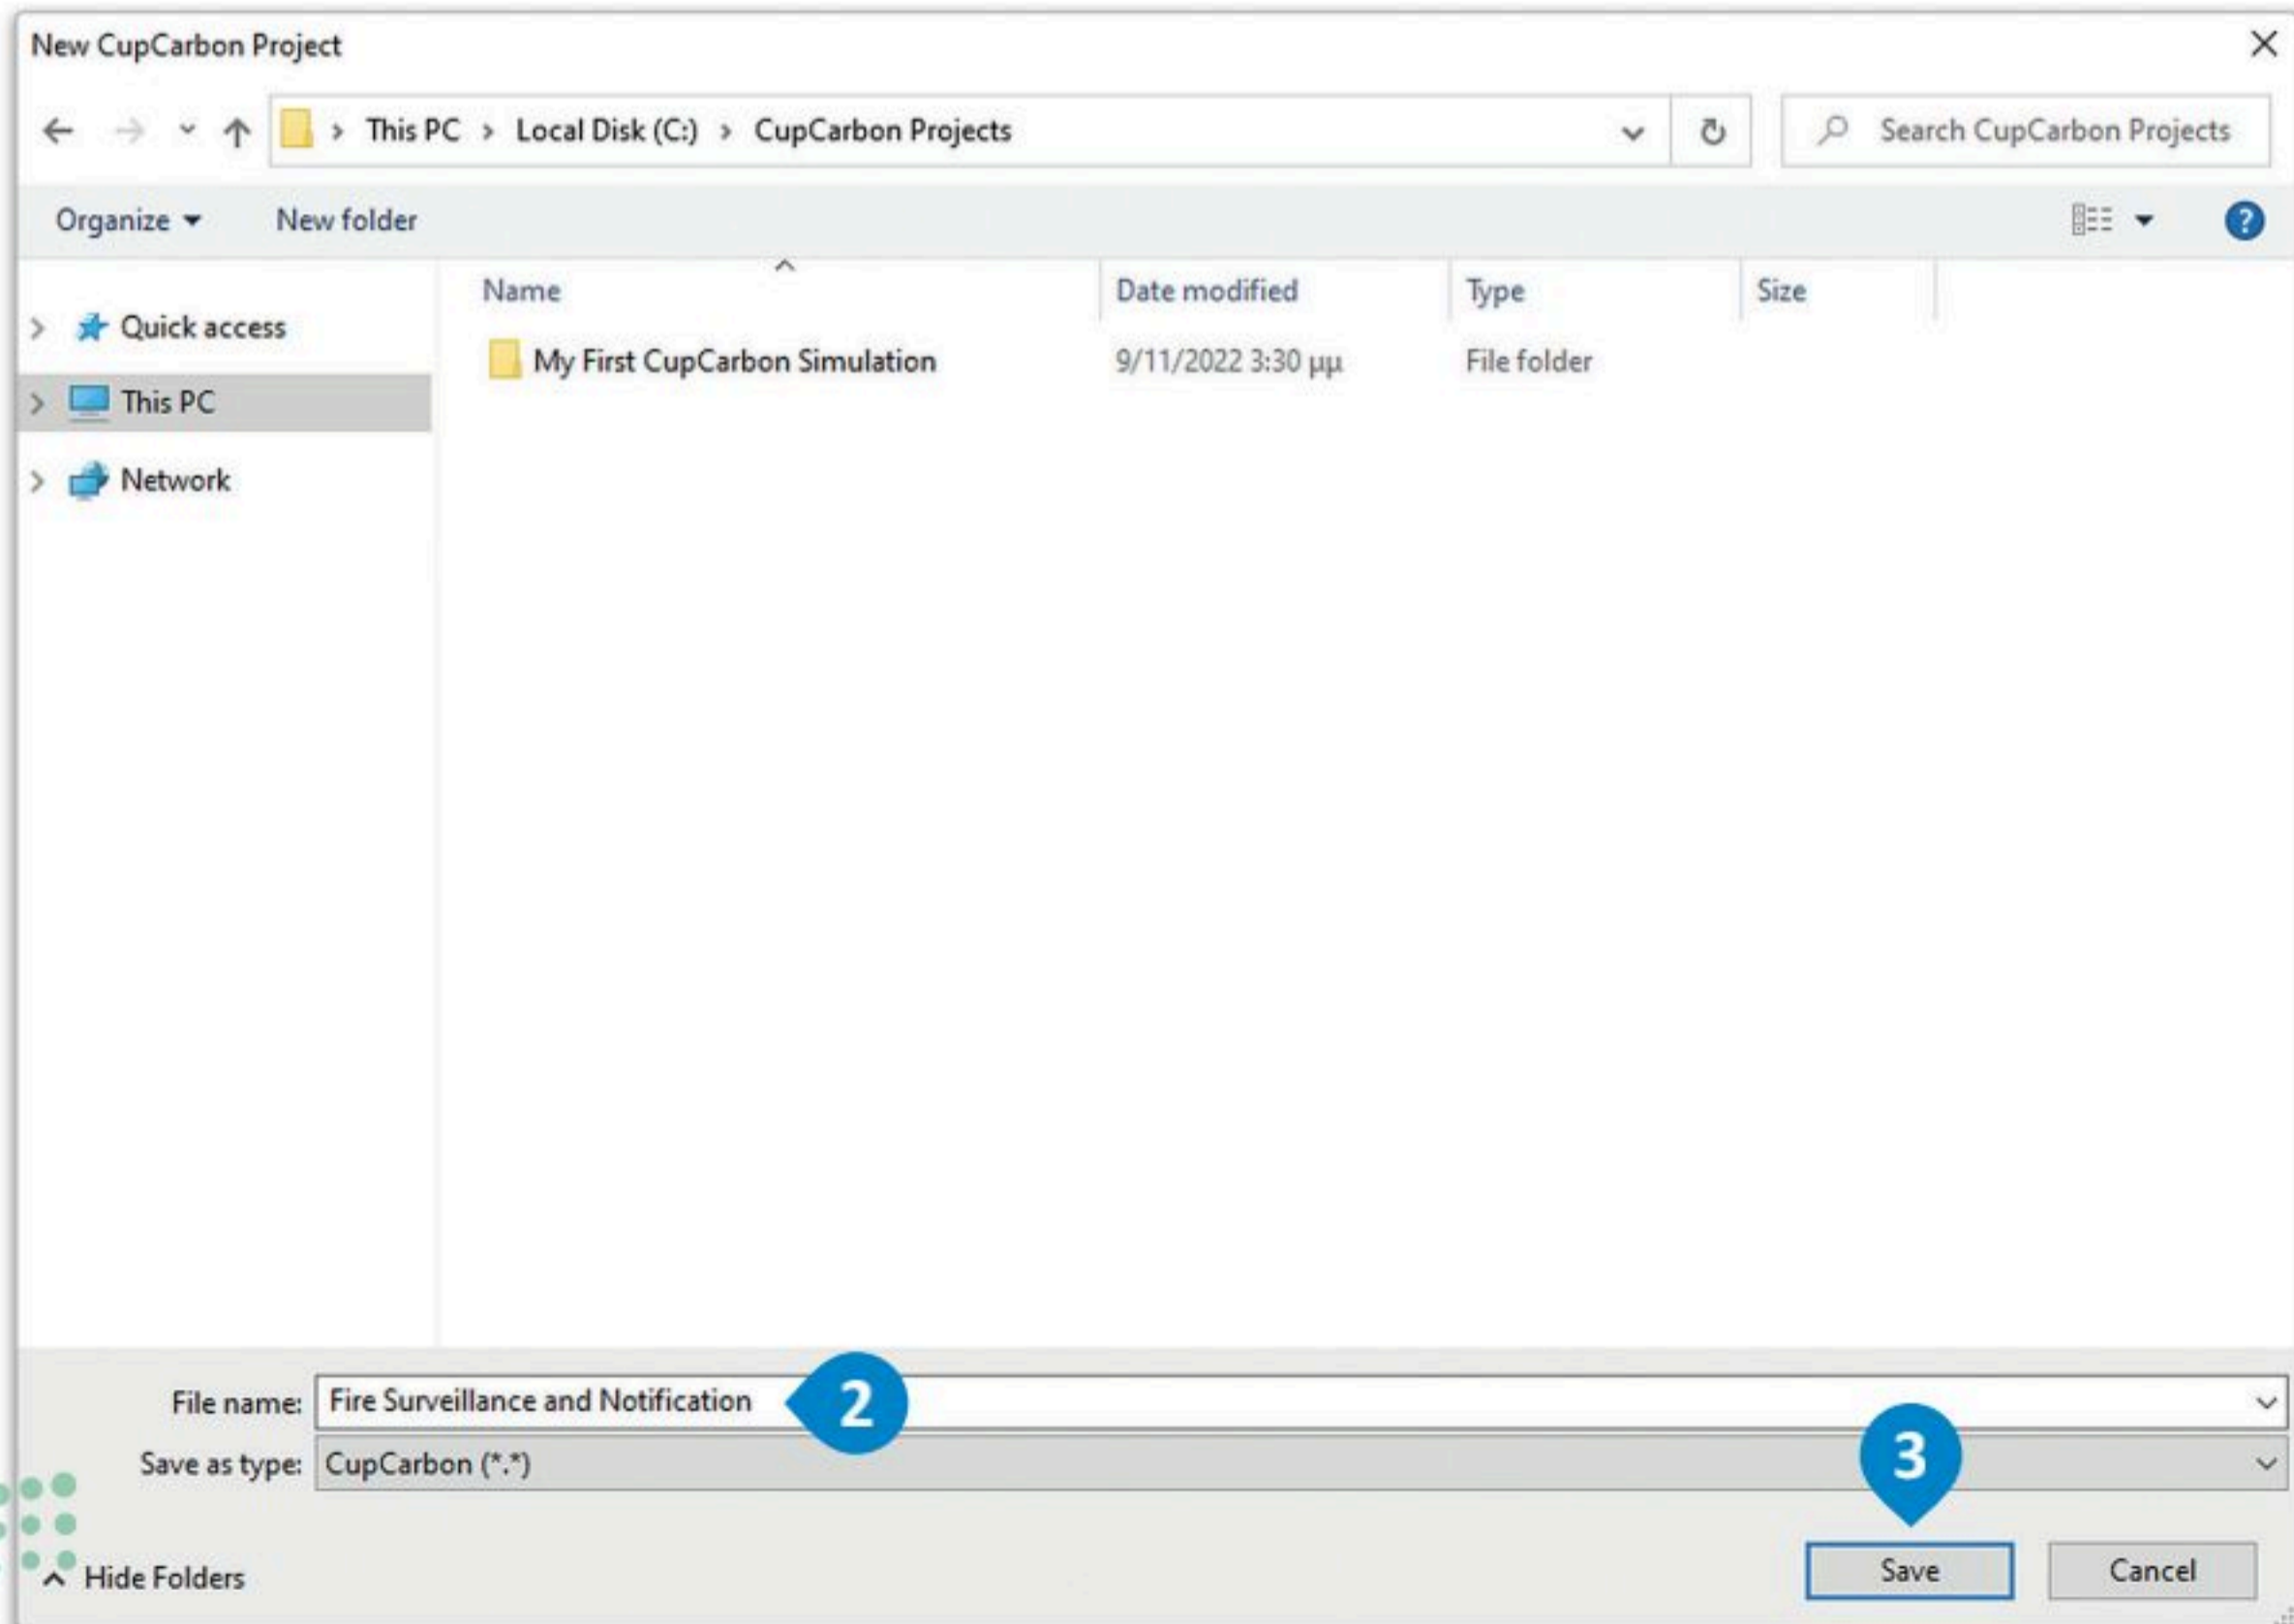 New CupCarbon Project
This PC > Local Disk (C:) > CupCarbon Projects
Search CupCarbon Projects
Organize
New folder
?
Name
Date modified
Type
Size
Quick access
This PC
Network
My First CupCarbon Simulation 9/11/2022 3:30 μμ File folder
File name: Fire Surveillance and Notification
2
Save as type: CupCarbon (*.*)
3
Hide Folders
Save
Cancel